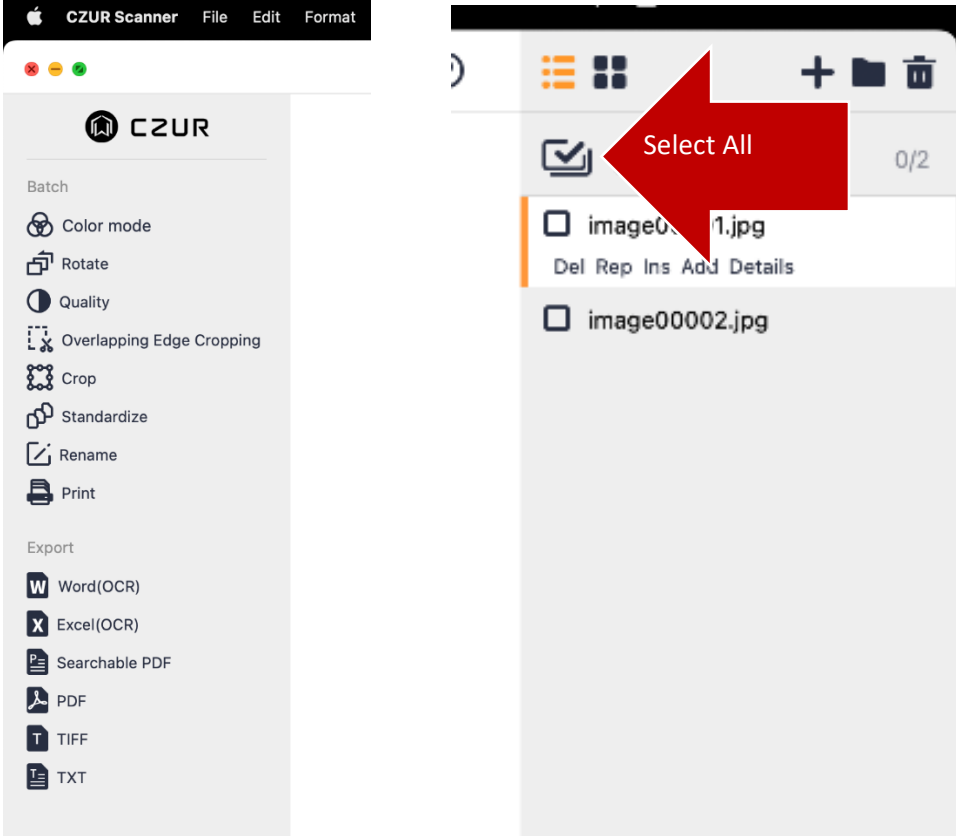 CZUR Scanner File Edit Format
CZUR
Batch
Color mode
Rotate
Quality
Overlapping Edge Cropping
Crop
Standardize
Rename
Print
Export
Word(OCR)
Excel(OCR)
Searchable PDF
PDF
TIFF
TXT
Select All
0/2
Del Rep Ins Add Details
image00002.jpg